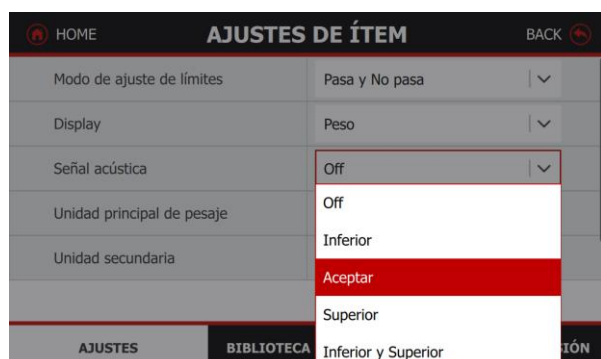 HOME AJUSTES DE ÍTEM BACK
Modo de ajuste de límites Pasa y No pasa
Display Peso
Señal acústica Off
Off
Unidad principal de pesaje
Inferior
Unidad secundaria
Aceptar
Superior
AJUSTES BIBLIOTECA Inferior y Superior IÓN